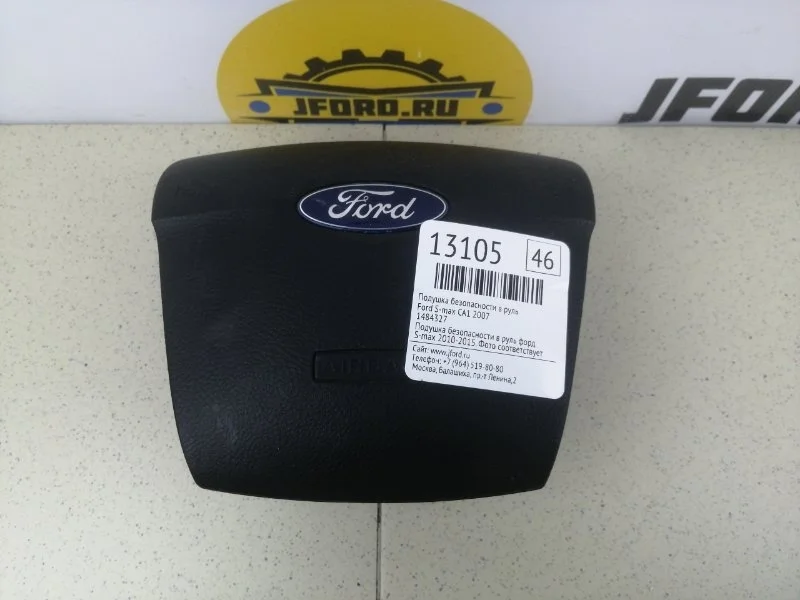 JFORD.RU
JFOR
Ford
13105
46
Подушка безопасности в руль
Ford S-max CA1 2007
1484327
Подушка безопасности в руль форд
S-max 2010-2015. Фото соответствует
Сайт: www.jford.ru
Телефон: +7 (964) 519-80-80
Москва, Балашиха, пр-т Ленина,2